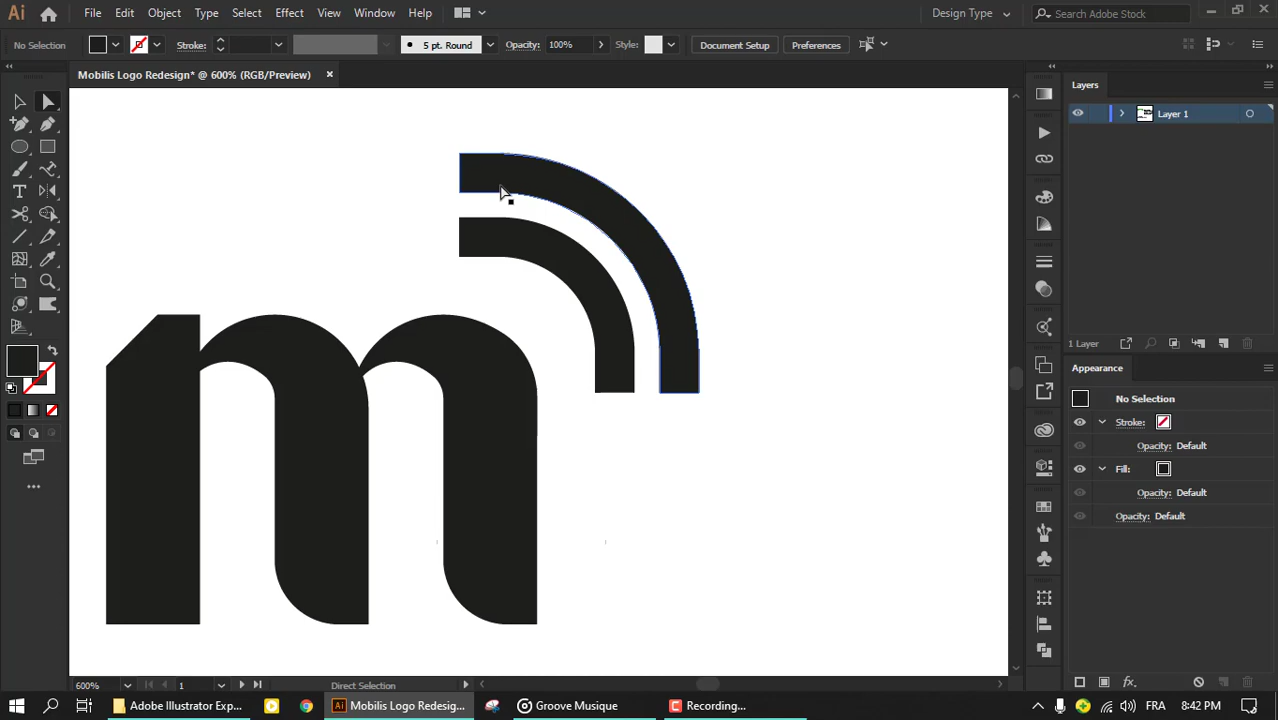 Ai File Edit Object Type Select Effect View Window Help Design Type Search Adobe Stock
No Selection Stroke: 5 pt. Round Opacity: 100% Style: Document Setup Preferences
Mobilis Logo Redesign* @ 600% (RGB/Preview)
Layers
Layer 1
m
1 Layer
Appearance
No Selection
Stroke:
Opacity: Default
Fill:
Opacity: Default
Opacity: Default
600% 1 Direct Selection
Adobe Illustrator Exp... Mobilis Logo Redesig... Groove Musique Recording... FR 8:42 PM